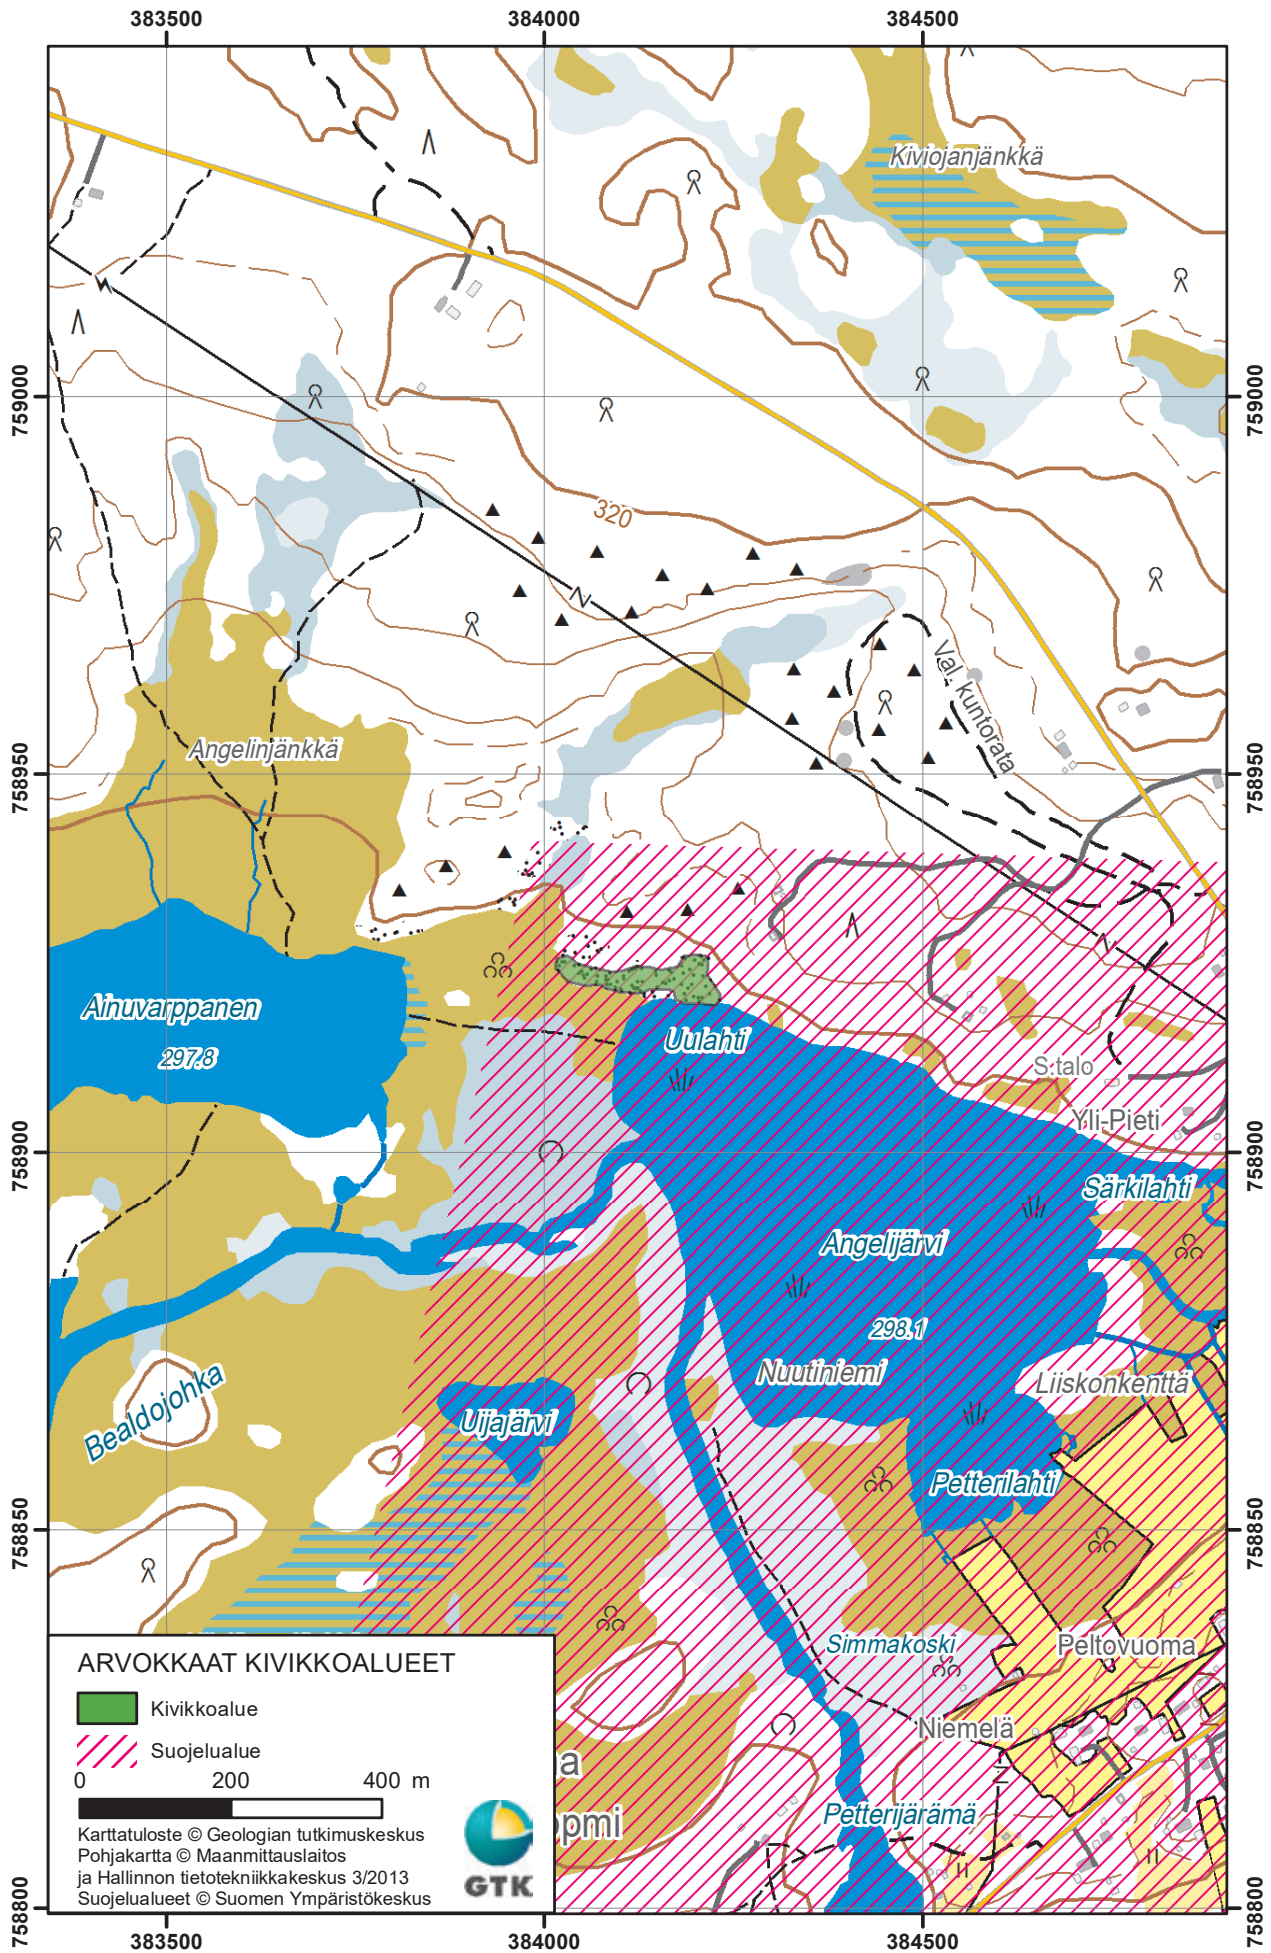 383500 384000 384500
Kiviojanjänkkä
759000 759000
320
Val. kuntorata
Angelinjänkkä
758950 758950
Ainuvarppanen
297.8
Uulahti
S.talo
Yli-Pieti
758900 758900
Särkilahti
Angelijärvi
298.1
Nuutiniemi
Liiskonkenttä
Bealdojohka
Uijajärvi
Petterilahti
758850 758850
Simmakoski
Peltovuoma
Niemelä
a
opmi
Petterijärämä
ARVOKKAAT KIVIKKOALUEET
Kivikkoalue
Suojelualue
0 200 400 m
Karttatuloste © Geologian tutkimuskeskus
Pohjakartta © Maanmittauslaitos
ja Hallinnon tietotekniikkakeskus 3/2013
Suojelualueet © Suomen Ympäristökeskus
GTK
758800 758800
383500 384000 384500